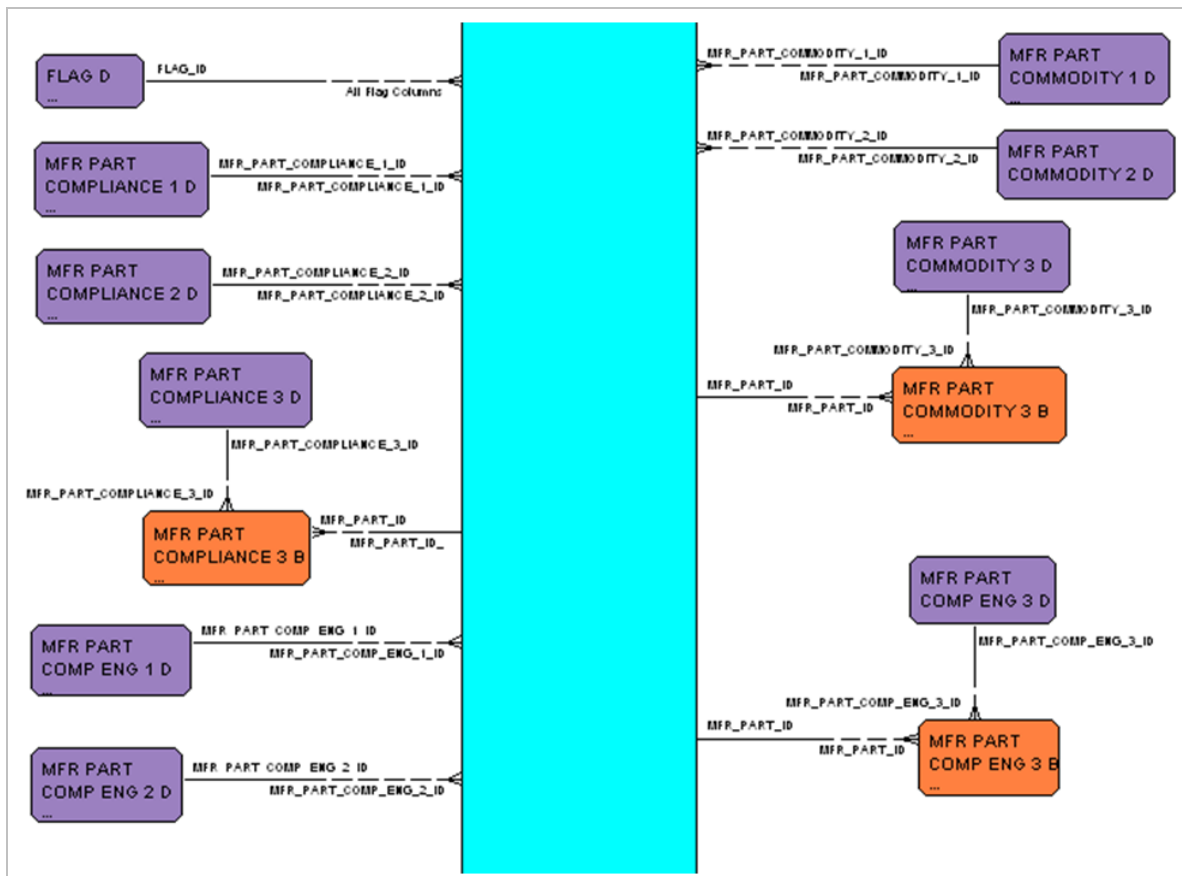 FLAG D
...
FLAG_ID
All Flag Columns
MFR PART
COMPLIANCE 1 D
...
MFR_PART_COMPLIANCE_1_ID
MFR_PART_COMPLIANCE_1_ID
MFR PART
COMPLIANCE 2 D
...
MFR_PART_COMPLIANCE_2_ID
MFR_PART_COMPLIANCE_2_ID
MFR PART
COMPLIANCE 3 D
...
MFR_PART_COMPLIANCE_3_ID
MFR_PART_COMPLIANCE_3_ID
MFR PART
COMPLIANCE 3 B
...
MFR_PART_ID
MFR_PART_ID_
MFR PART
COMP ENG 1 D
...
MFR PART COMP ENG 1 ID
MFR_PART_COMP_ENG_1_ID
MFR PART
COMP ENG 2 D
...
MFR PART COMP ENG 2 ID
MFR_PART_COMP_ENG_2_ID
MFR_PART_COMMODITY_1_ID
MFR_PART_COMMODITY_1_ID
MFR PART
COMMODITY 1 D
...
MFR_PART_COMMODITY_2_ID
MFR_PART_COMMODITY_2_ID
MFR PART
COMMODITY 2 D
MFR PART
COMMODITY 3 D
...
MFR_PART_COMMODITY_3_ID
MFR_PART_COMMODITY_3_ID
MFR_PART_ID
MFR_PART_ID
MFR PART
COMMODITY 3 B
...
MFR PART
COMP ENG 3 D
MFR_PART_COMP_ENG_3_ID
MFR_PART_COMP_ENG_3_ID
MFR_PART_ID
MFR_PART_ID
MFR PART
COMP ENG 3 B
...